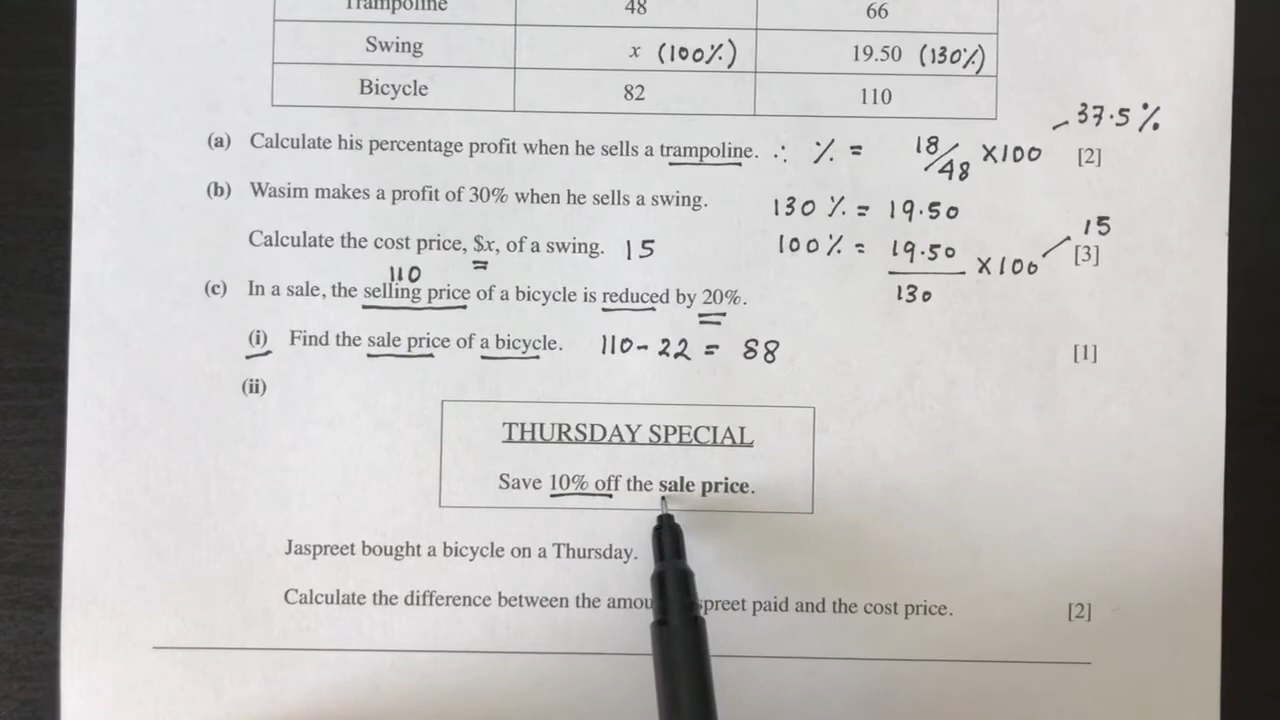 Trampoline 48 66
Swing x (100%) 19.50 (130%)
Bicycle 82 110
(a) Calculate his percentage profit when he sells a trampoline. ∴ % = 18/48 ×100 37.5% [2]
(b) Wasim makes a profit of 30% when he sells a swing. 130% = 19.50
Calculate the cost price, $x, of a swing. 15 100% = 19.50/130 ×100 15 [3]
110
(c) In a sale, the selling price of a bicycle is reduced by 20%.
(i) Find the sale price of a bicycle. 110-22 = 88 [1]
(ii)
THURSDAY SPECIAL
Save 10% off the sale price.
Jaspreet bought a bicycle on a Thursday.
Calculate the difference between the amou spreet paid and the cost price. [2]